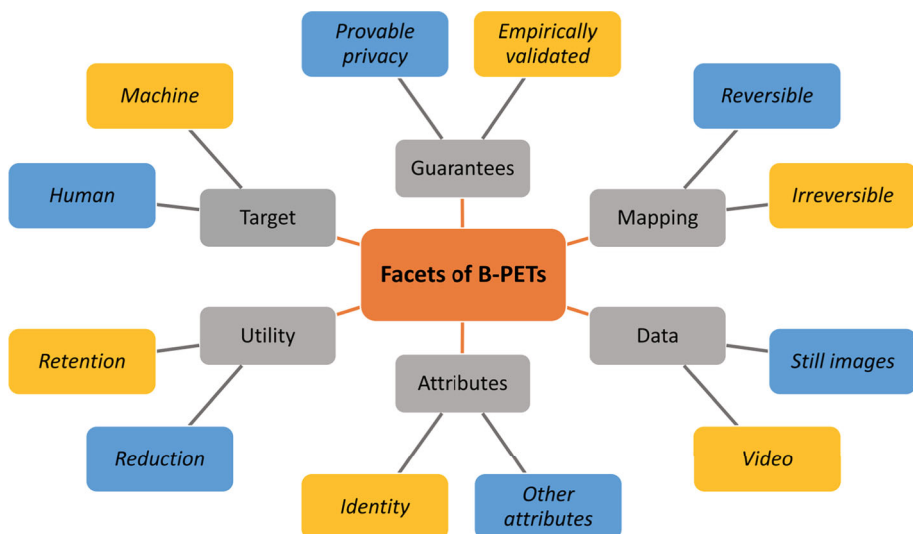 Provable
privacy
Empirically
validated
Machine
Reversible
Guarantees
Human
Target
Mapping
Irreversible
Facets of B-PETs
Utility
Data
Retention
Attributes
Still images
Reduction
Video
Identity
Other
attributes